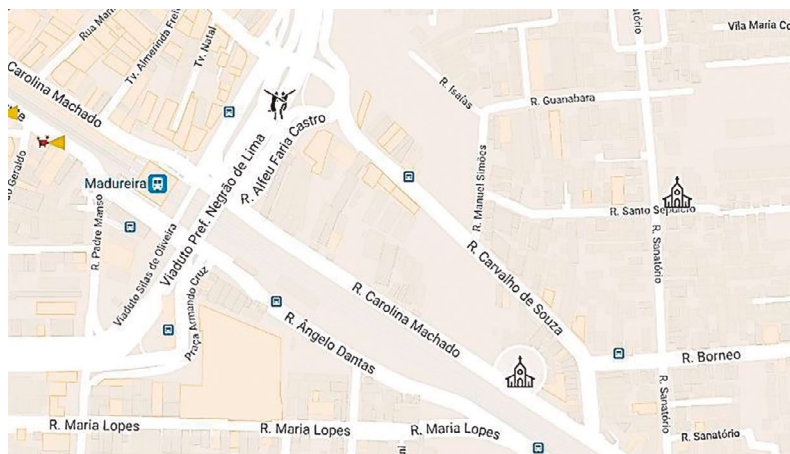 Sanatório
Vila Maria Co
Rua Mar
Tv. Almerinda Frei
Tv. Natal
Carolina Machado
R. Isaías
R. Guanabara
R. Alfeu Faria Castro
Viaduto Pref. Negrão de Lima
Madureira
Geraldo
R. Padre Manso
Viaduto Silas de Oliveira
Praça Armando Cruz
R. Manuel Simões
R. Santo Sepulcro
R. Sanatório
R. Carvalho de Souza
R. Carolina Machado
R. Ângelo Dantas
R. Borneo
R. Sanatório
R. Maria Lopes
R. Maria Lopes
R. Maria Lopes
R. Sanatório